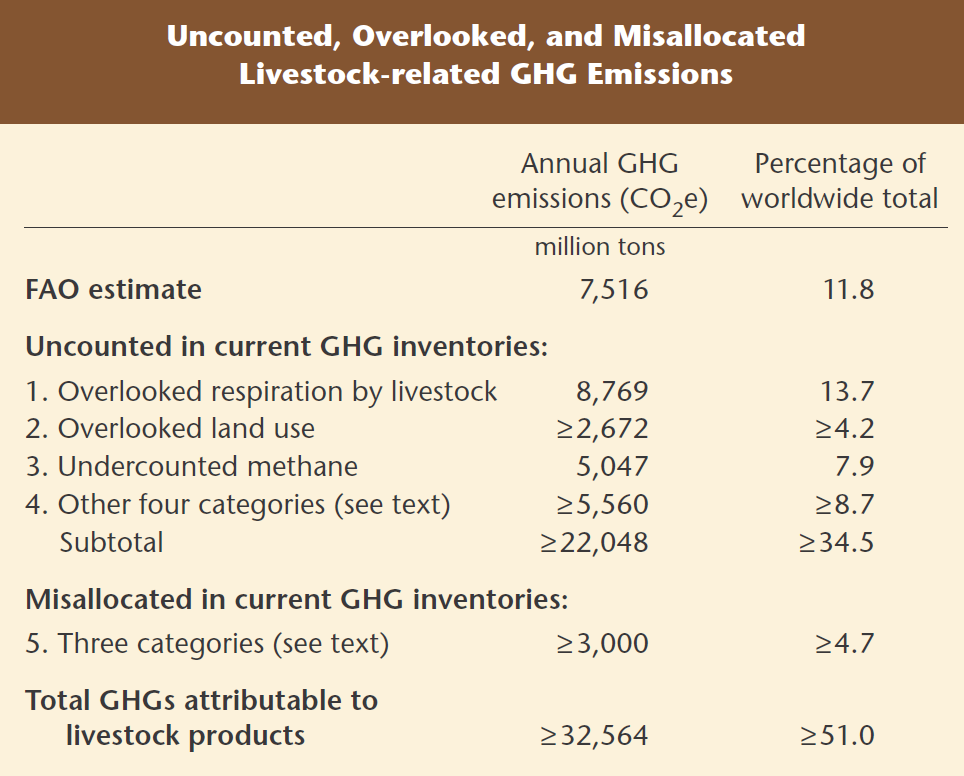 Uncounted, Overlooked, and Misallocated
Livestock-related GHG Emissions
Annual GHG Percentage of
emissions (CO₂e) worldwide total
million tons
FAO estimate 7,516 11.8
Uncounted in current GHG inventories:
1. Overlooked respiration by livestock 8,769 13.7
2. Overlooked land use ≥2,672 ≥4.2
3. Undercounted methane 5,047 7.9
4. Other four categories (see text) ≥5,560 ≥8.7
Subtotal ≥22,048 ≥34.5
Misallocated in current GHG inventories:
5. Three categories (see text) ≥3,000 ≥4.7
Total GHGs attributable to
livestock products ≥32,564 ≥51.0